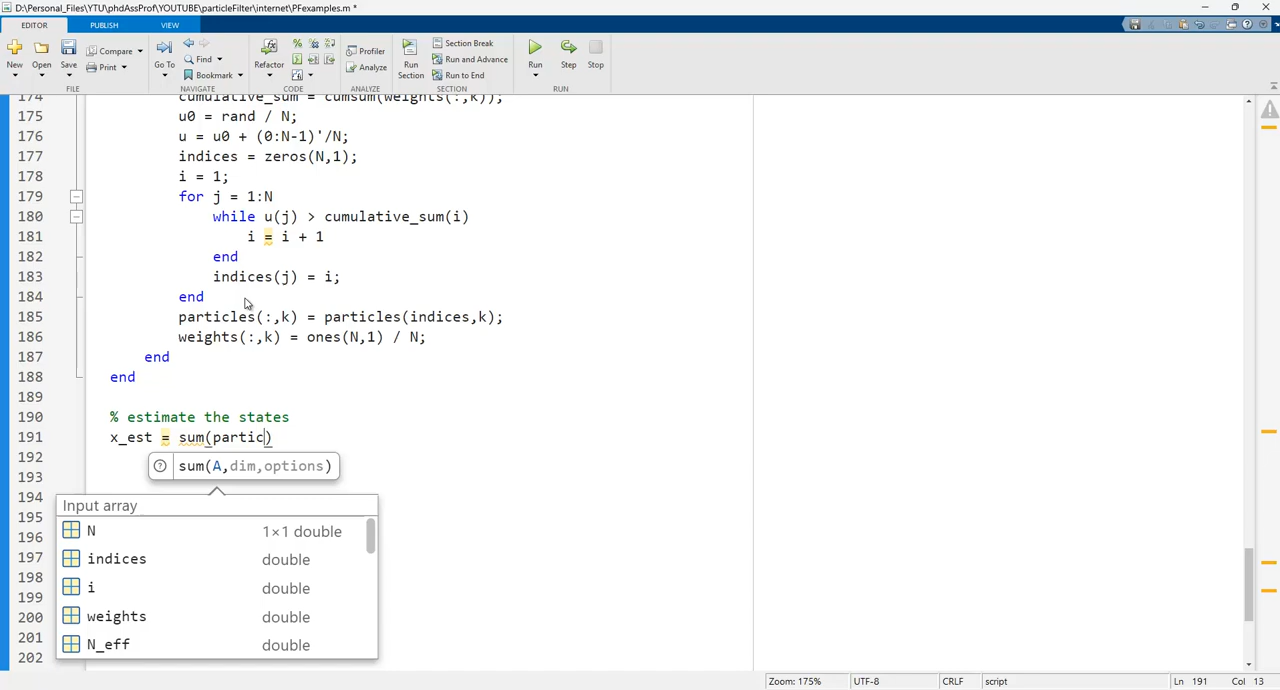 D:\Personal_Files\YTU\phdAssProf\YOUTUBE\particleFilter\internet\PFexamples.m *
EDITOR PUBLISH VIEW
New Open Save Compare Print Go To Find Bookmark Refactor Profiler Analyze Run Section Section Break Run and Advance Run to End Run Step Stop
FILE NAVIGATE CODE ANALYZE SECTION RUN
174 cumulative_sum = cumsum(weights(:,k));
175 u0 = rand / N;
176 u = u0 + (0:N-1)'/N;
177 indices = zeros(N,1);
178 i = 1;
179 for j = 1:N
180 while u(j) > cumulative_sum(i)
181 i = i + 1
182 end
183 indices(j) = i;
184 end
185 particles(:,k) = particles(indices,k);
186 weights(:,k) = ones(N,1) / N;
187 end
188 end
189
190 % estimate the states
191 x_est = sum(partic)
192 sum(A,dim,options)
193
194 Input array
195
196 N 1×1 double
197 indices double
198 i double
199
200 weights double
201 N_eff double
202
Zoom: 175% UTF-8 CRLF script Ln 191 Col 13